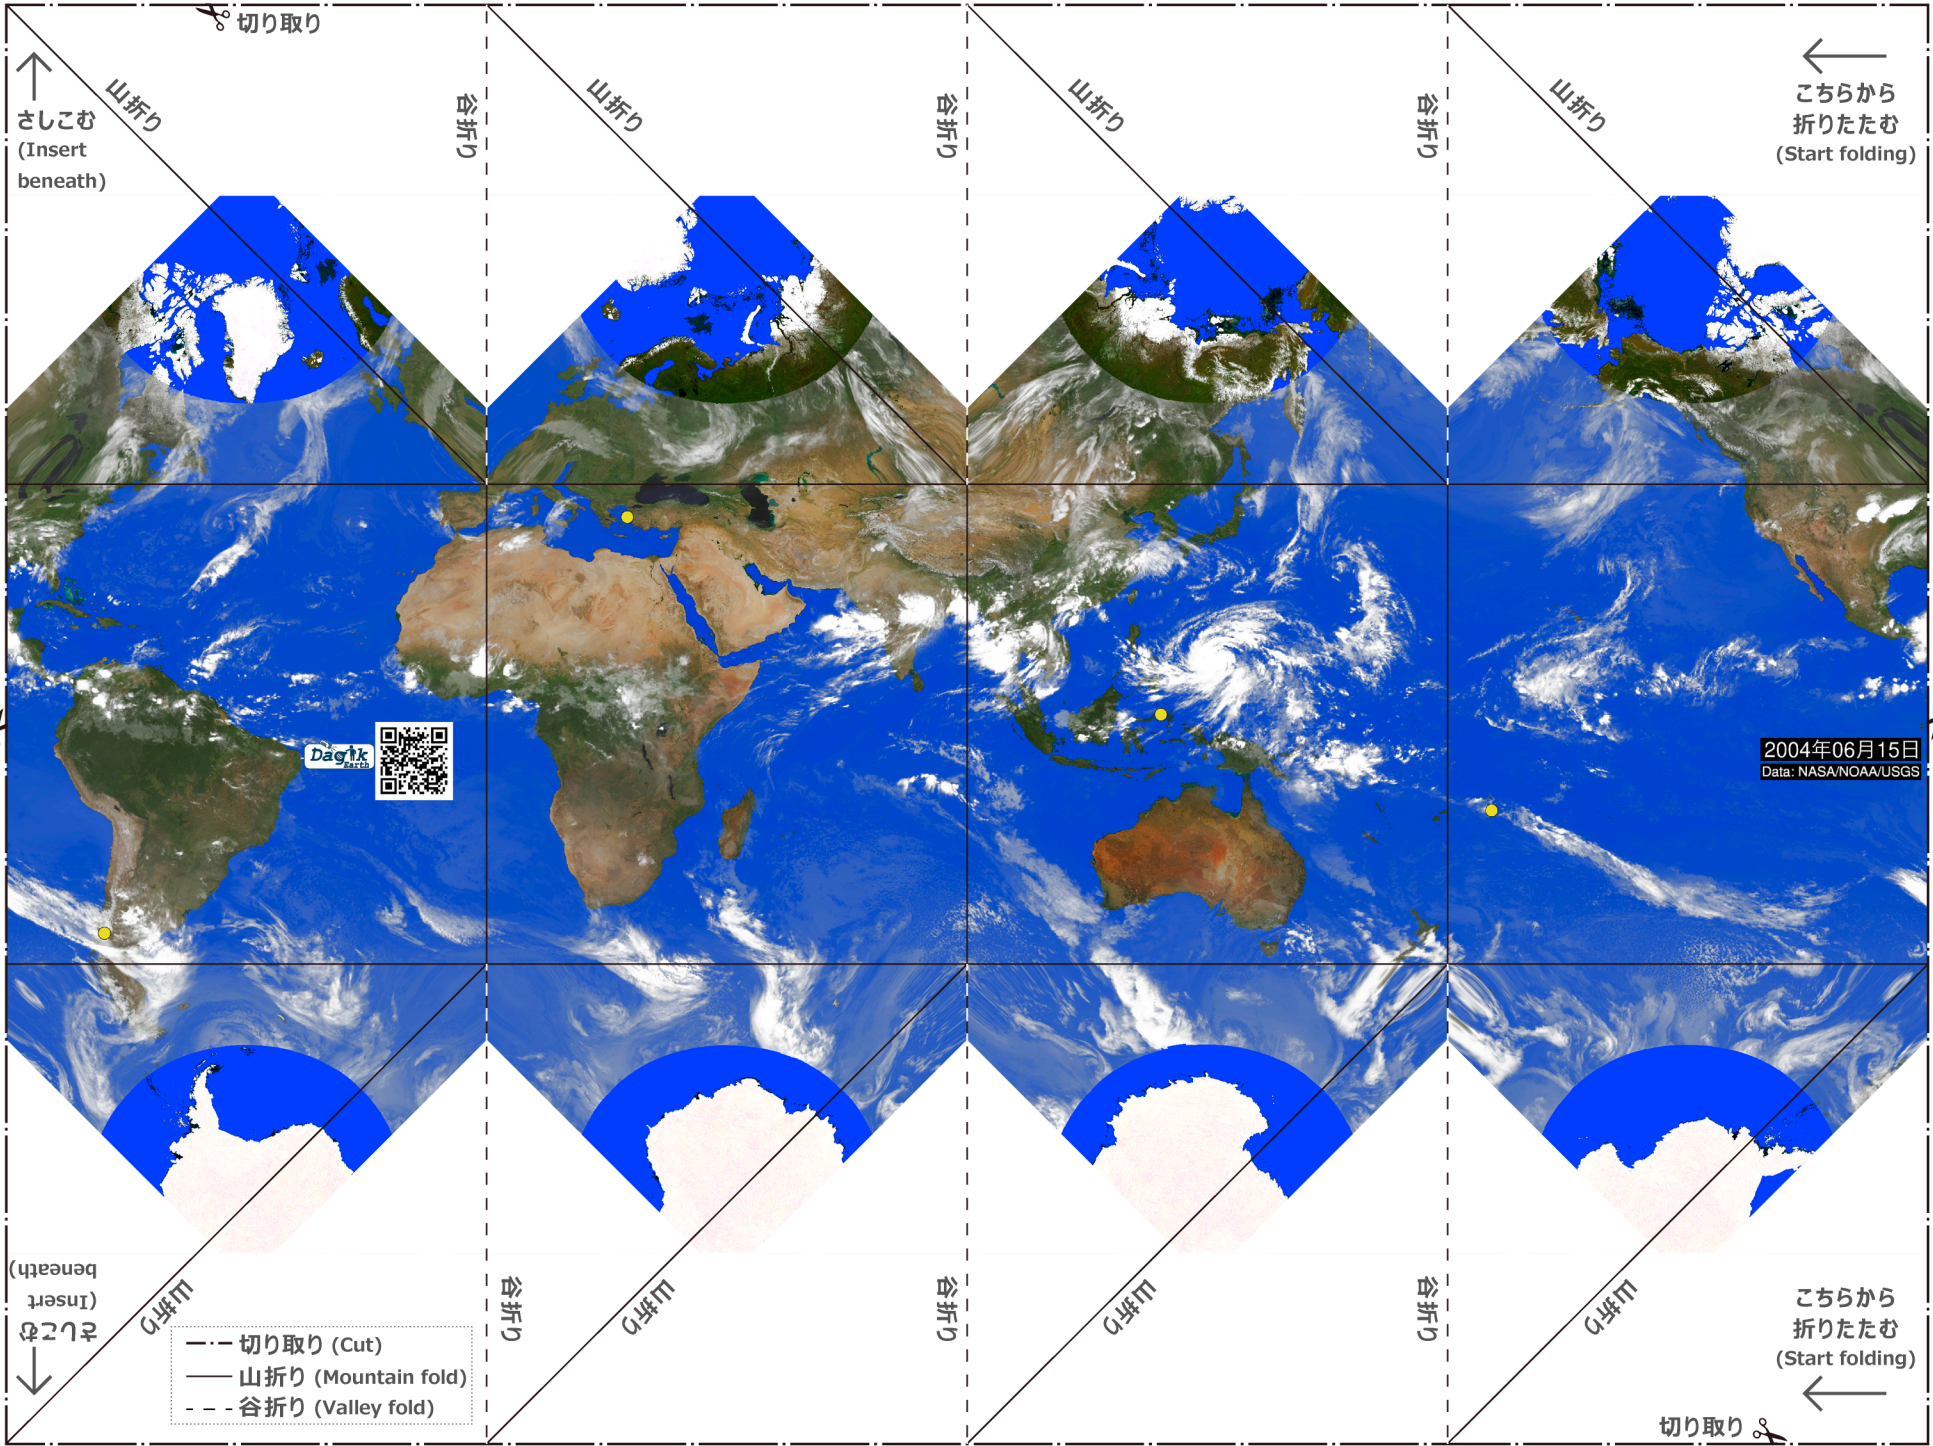 切り取り
山折り
谷折り
山折り
谷折り
山折り
谷折り
山折り
さしこむ
(Insert
beneath)
こちらから
折りたたむ
(Start folding)
Dagik
Earth
2004年06月15日
Data: NASA/NOAA/USGS
さしこむ
(Insert
beneath)
山折り
谷折り
山折り
谷折り
山折り
谷折り
山折り
こちらから
折りたたむ
(Start folding)
切り取り (Cut)
山折り (Mountain fold)
谷折り (Valley fold)
切り取り